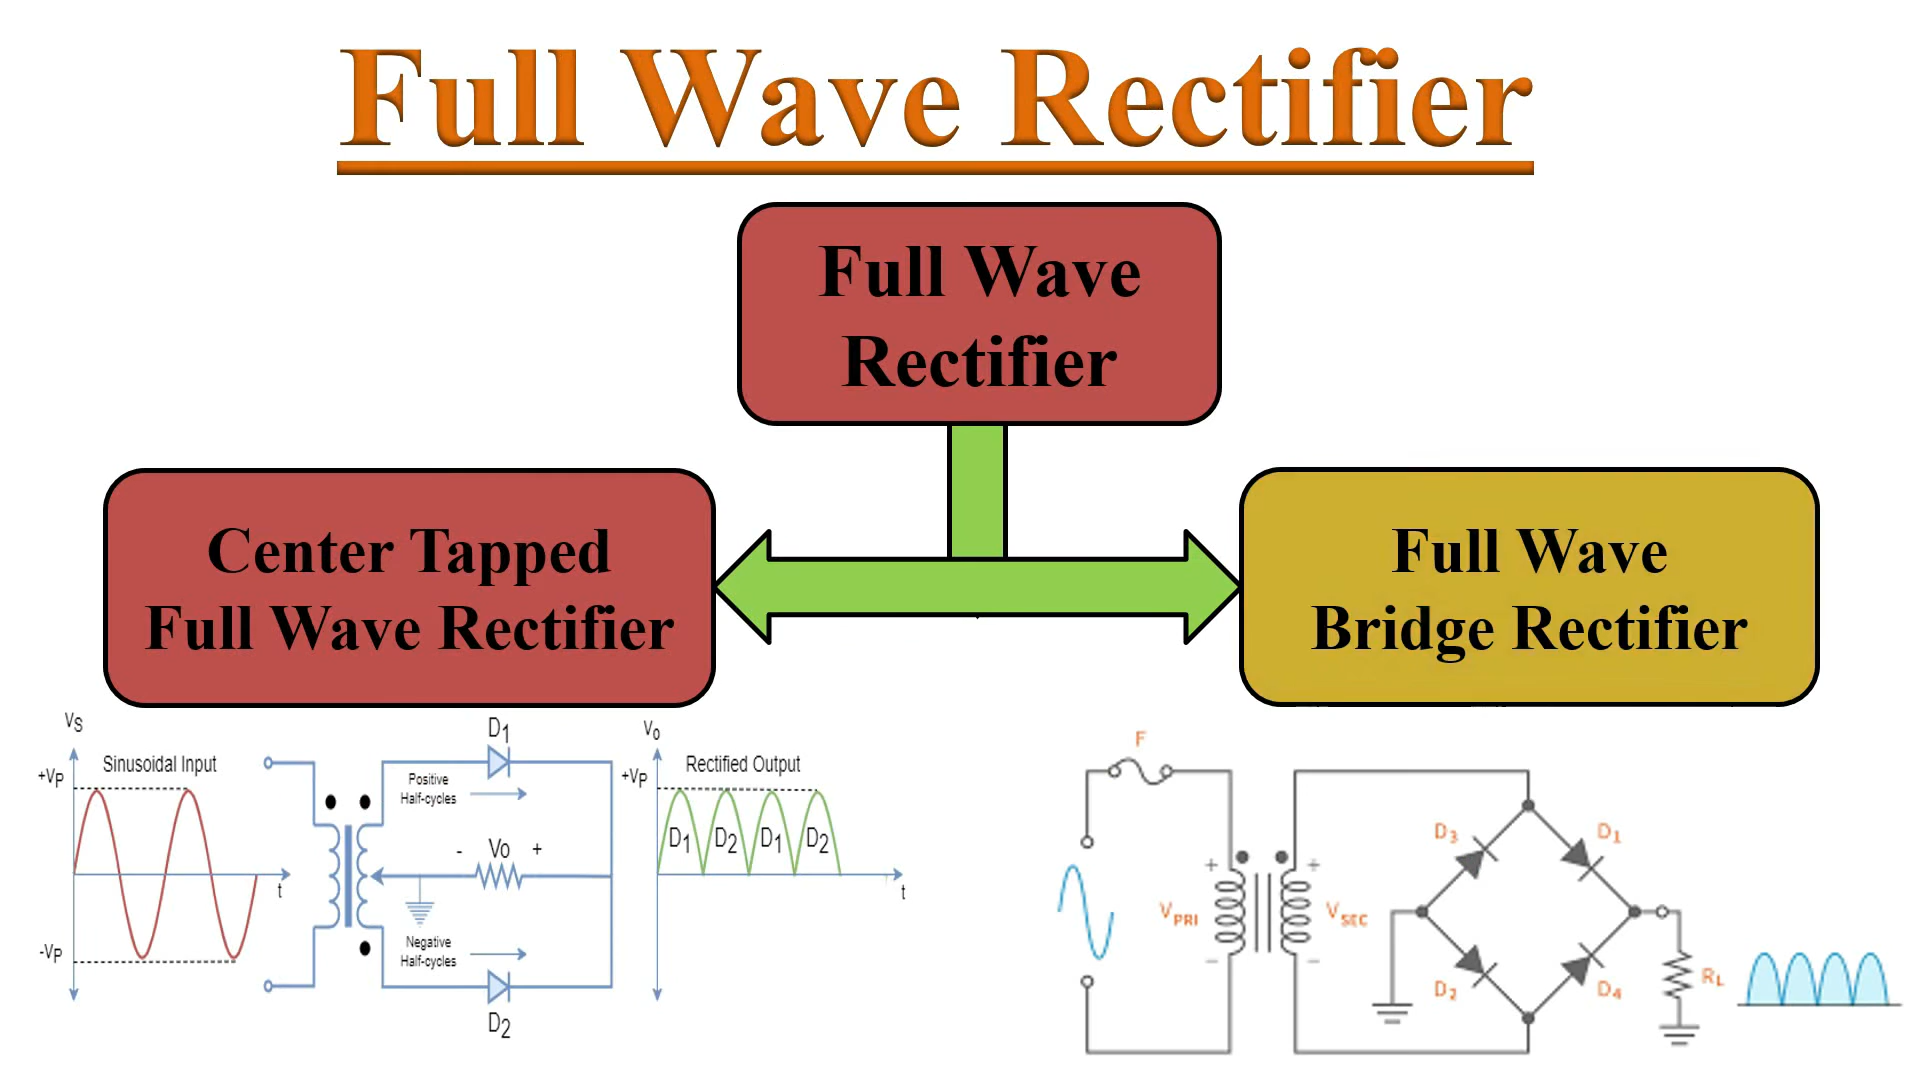 Full Wave Rectifier
Full Wave
Rectifier
Center Tapped
Full Wave Rectifier
Full Wave
Bridge Rectifier
VS
+VP
Sinusoidal Input
t
-VP
D1
Positive
Half-cycles
- Vo +
Negative
Half-cycles
D2
Vo
+VP
Rectified Output
D1 D2 D1 D2
t
F
+ +
VPRI
VSEC
- -
D3
D1
D2
D4
RL